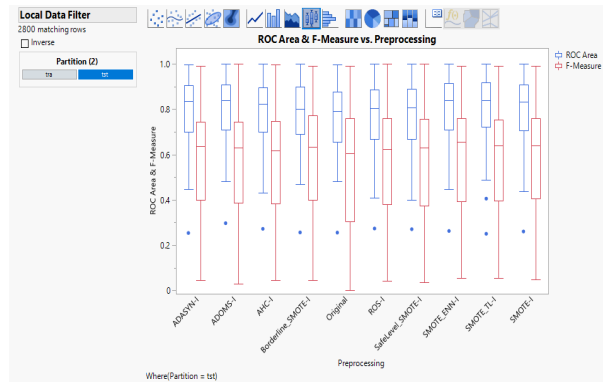 Local Data Filter
2800 matching rows
Inverse
Partition (2)
tra
tst
ROC Area & F-Measure vs. Preprocessing
ROC Area
F-Measure
ROC Area & F-Measure
1.0
0.8
0.6
0.4
0.2
0
ADASYN-I
ADOMS-I
AHC-I
Borderline_SMOTE-I
Original
ROS-I
SafeLevel_SMOTE-I
SMOTE_ENN-I
SMOTE_TL-I
SMOTE-I
Preprocessing
Where(Partition = tst)